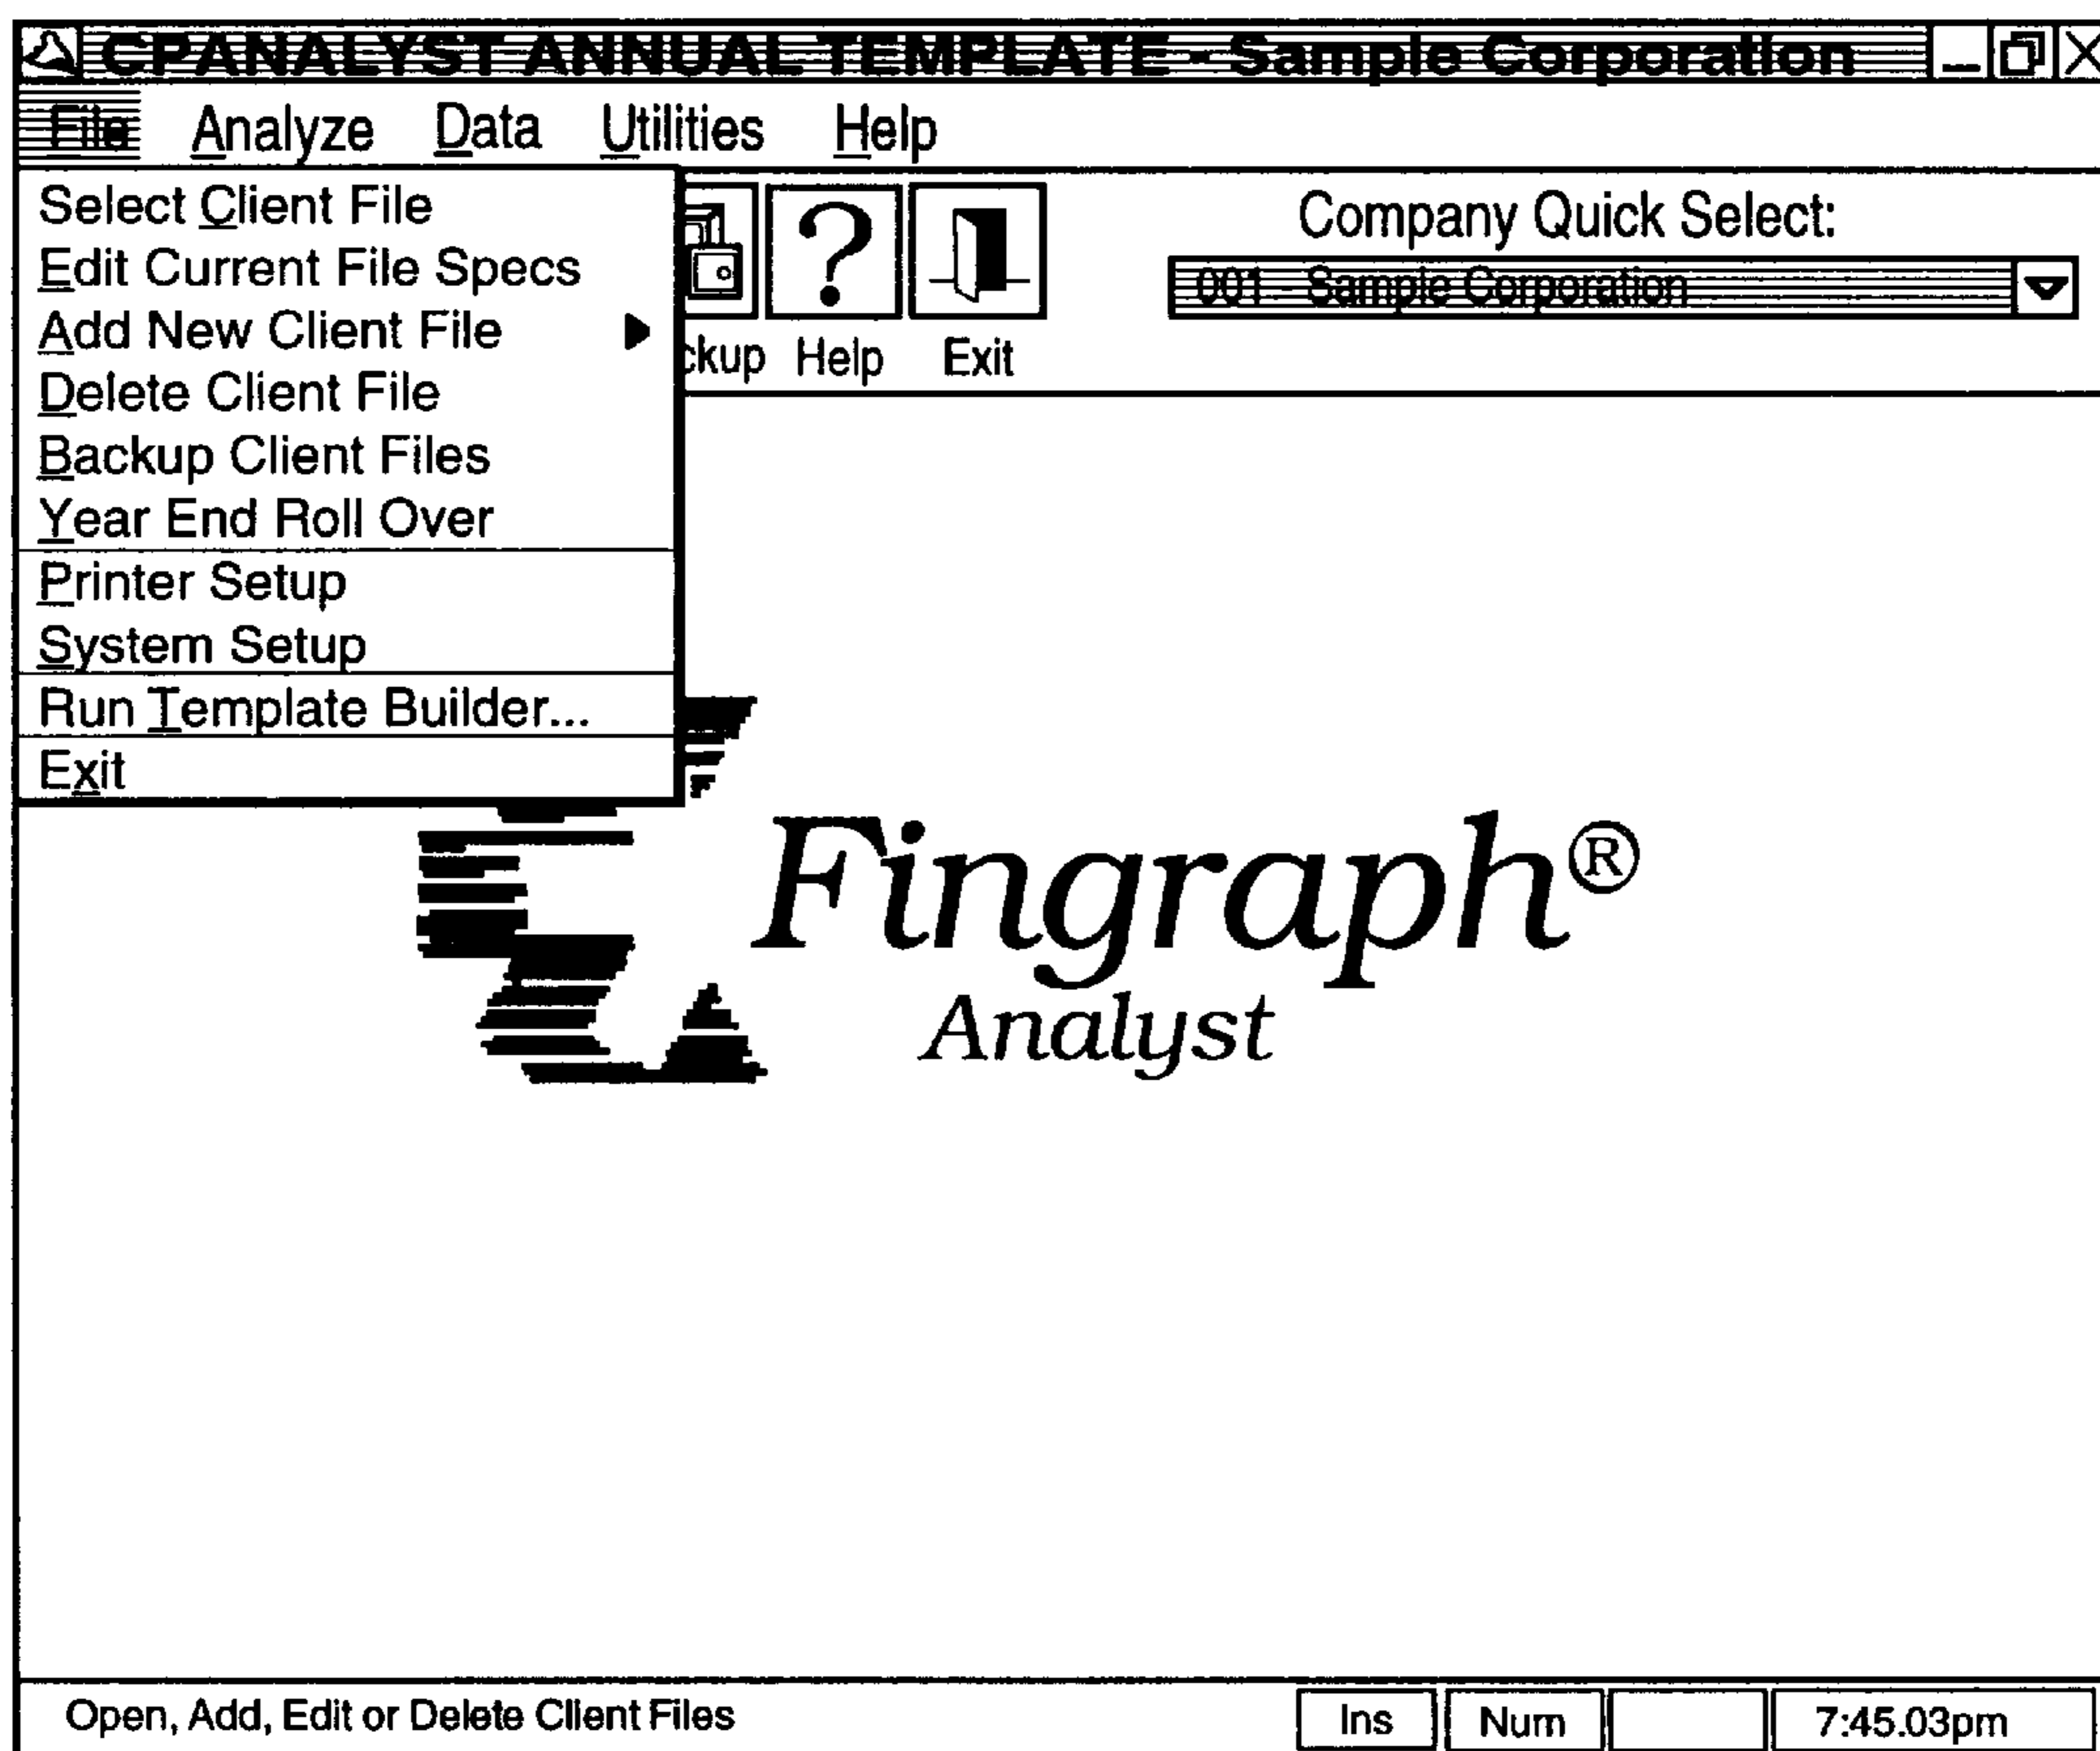 CPANALYST ANNUAL TEMPLATE - Sample Corporation
File Analyze Data Utilities Help
Select Client File
Edit Current File Specs
Add New Client File
Delete Client File
Backup Client Files
Year End Roll Over
Printer Setup
System Setup
Run Template Builder...
Exit
ckup Help Exit
Company Quick Select:
001 - Sample Corporation
Fingraph®
Analyst
Open, Add, Edit or Delete Client Files Ins Num 7:45.03pm